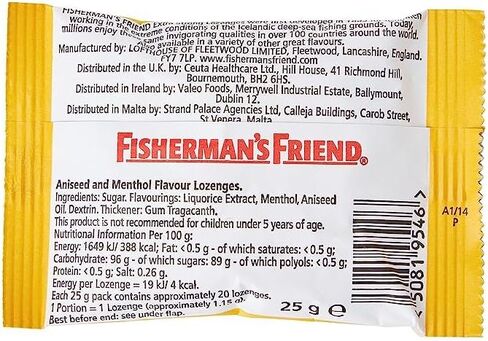 FISHERMAN'S FRIEND
working in the extreme conditions of the Icelandic deep-sea fishing grounds. Today,
millions enjoy the same invigorating qualities in over 100 countries around the world.
available in a variety of other great flavours.
Manufactured by: LOFTHOUSE OF FLEETWOOD LIMITED, Fleetwood, Lancashire, England.
FY7 7LP. www.fishermansfriend.com
Distributed in the U.K. by: Ceuta Healthcare Ltd., Hill House, 41 Richmond Hill,
Bournemouth, BH2 6HS.
Distributed in Ireland by: Valeo Foods, Merrywell Industrial Estate, Ballymount,
Dublin 12.
Distributed in Malta by: Strand Palace Agencies Ltd, Calleja Buildings, Carob Street,
St Venera, Malta
FISHERMAN'S FRIEND®
Aniseed and Menthol Flavour Lozenges.
Ingredients: Sugar. Flavourings: Liquorice Extract, Menthol, Aniseed
Oil. Dextrin. Thickener: Gum Tragacanth.
This product is not recommended for children under 5 years of age.
Nutritional Information Per 100 g:
Energy: 1649 kJ/ 388 kcal; Fat: <0.5 g - of which saturates: <0.5 g;
Carbohydrate: 96 g - of which sugars: 89 g - of which polyols: <0.5 g;
Protein: <0.5 g; Salt: 0.26 g.
Energy per Lozenge = 19 kJ/ 4 kcal.
Each 25 g pack contains approximately 20 lozenges.
1 Portion = 1 Lozenge (approximately 1.15 g).
Best before end: see under flap.
25 g e
5081 9546
A1/14
P